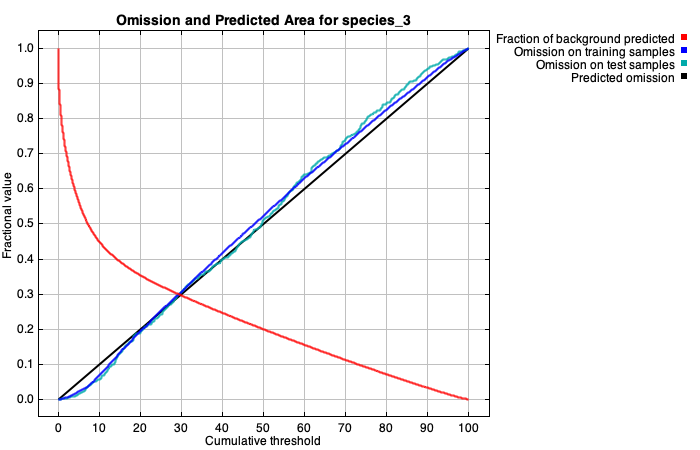 Omission and Predicted Area for species_3
Fraction of background predicted
Omission on training samples
Omission on test samples
Predicted omission
Fractional value
1.0
0.9
0.8
0.7
0.6
0.5
0.4
0.3
0.2
0.1
0.0
0 10 20 30 40 50 60 70 80 90 100
Cumulative threshold